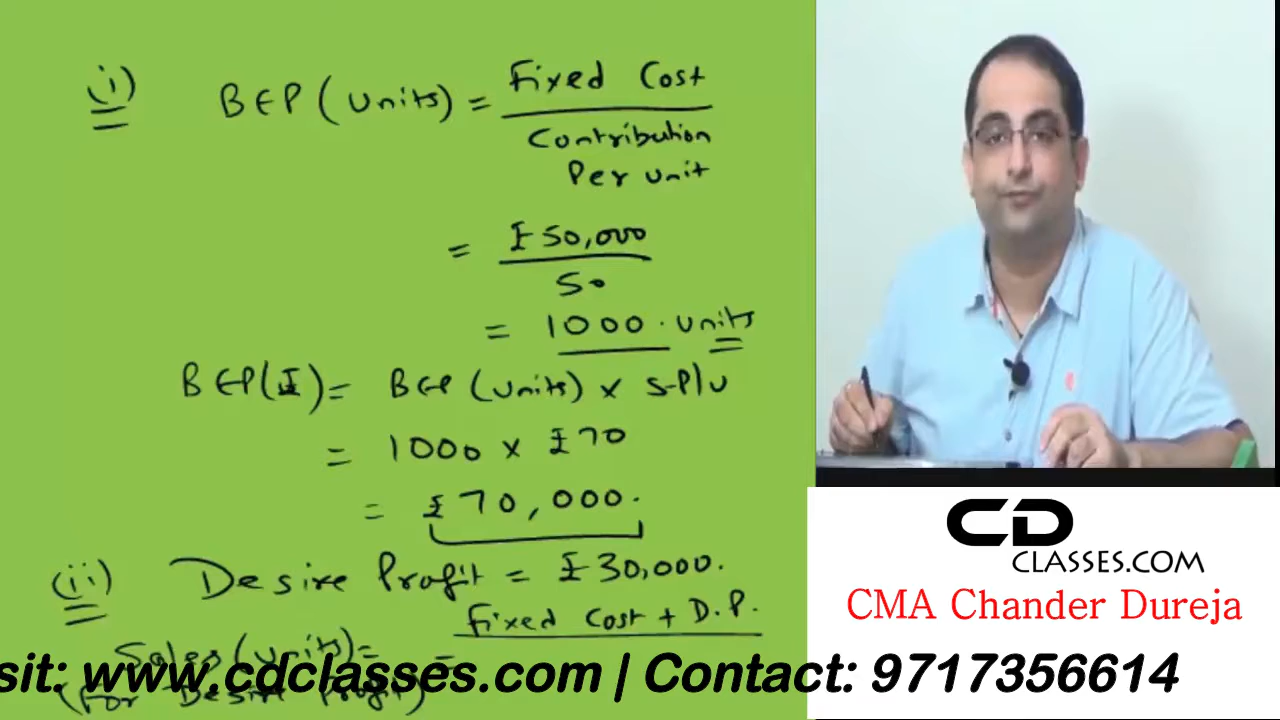 (i) BEP (Units) = Fixed Cost
Contribution
Per unit
= £50,000
50
= 1000 units
BEP(£) = BEP (Units) × S.P/U
= 1000 × £70
= £70,000.
(ii) Desire Profit = £30,000.
Fixed Cost + D.P.
Sales (units) = =
(For Desire Profit)
CD
CLASSES.COM
CMA Chander Dureja
sit: www.cdclasses.com | Contact: 9717356614